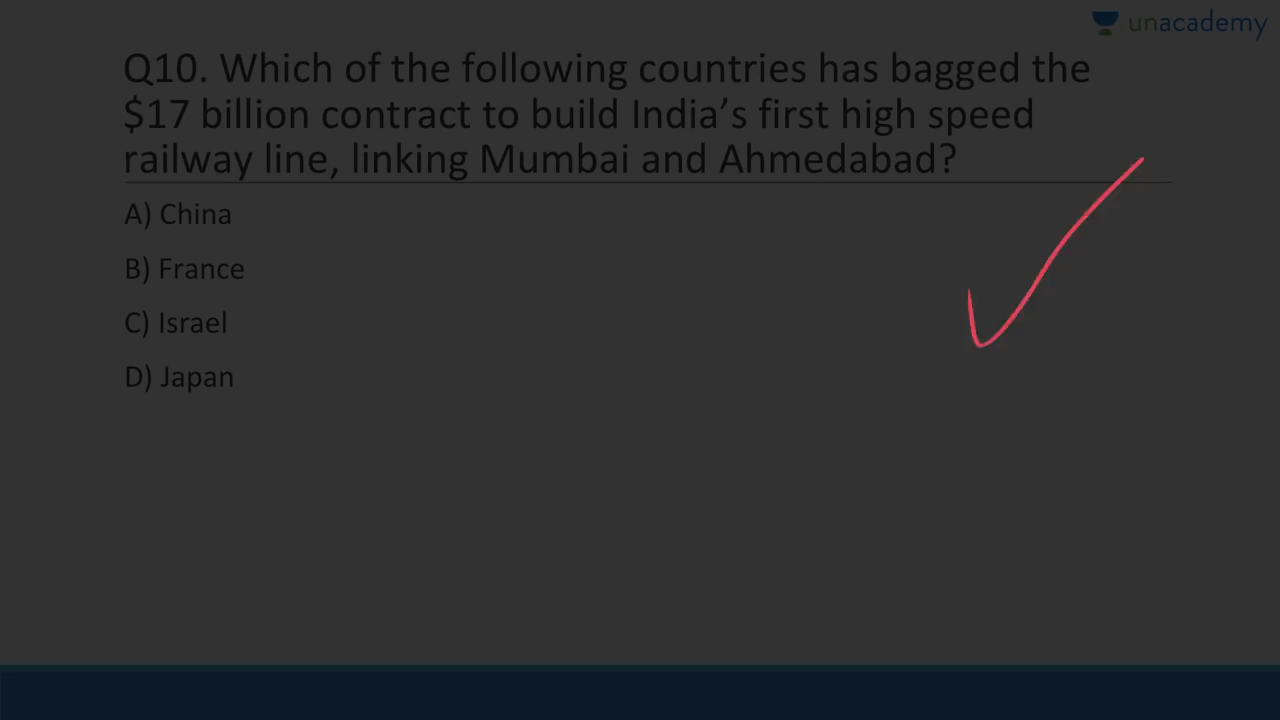 unacademy
Q10. Which of the following countries has bagged the
$17 billion contract to build India’s first high speed
railway line, linking Mumbai and Ahmedabad?
A) China
B) France
C) Israel
D) Japan